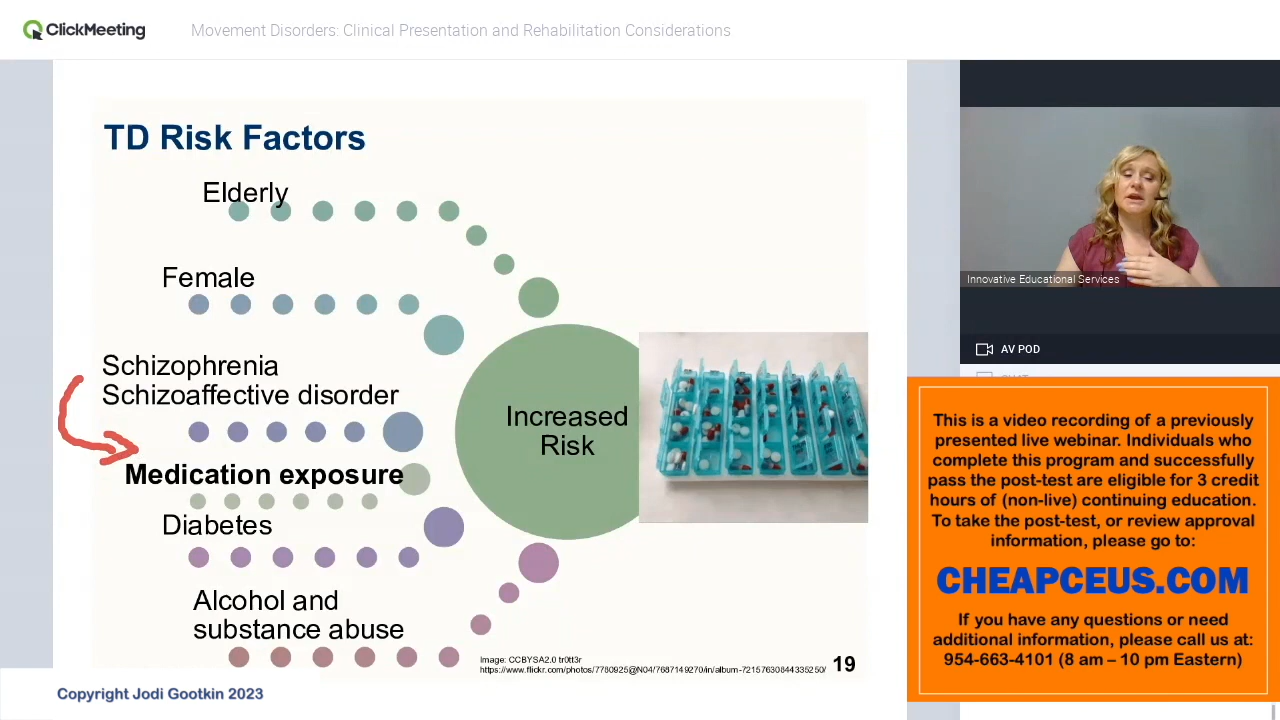 ClickMeeting
Movement Disorders: Clinical Presentation and Rehabilitation Considerations
TD Risk Factors
Elderly
Female
Schizophrenia
Schizoaffective disorder
Medication exposure
Diabetes
Alcohol and
substance abuse
Increased
Risk
Image: CCBYSA2.0 tr0tt3r
https://www.flickr.com/photos/7780925@N04/7687149270/in/album-72157630844335250/
19
Copyright Jodi Gootkin 2023
Innovative Educational Services
AV POD
CHAT
This is a video recording of a previously
presented live webinar. Individuals who
complete this program and successfully
pass the post-test are eligible for 3 credit
hours of (non-live) continuing education.
To take the post-test, or review approval
information, please go to:
CHEAPCEUS.COM
If you have any questions or need
additional information, please call us at:
954-663-4101 (8 am – 10 pm Eastern)